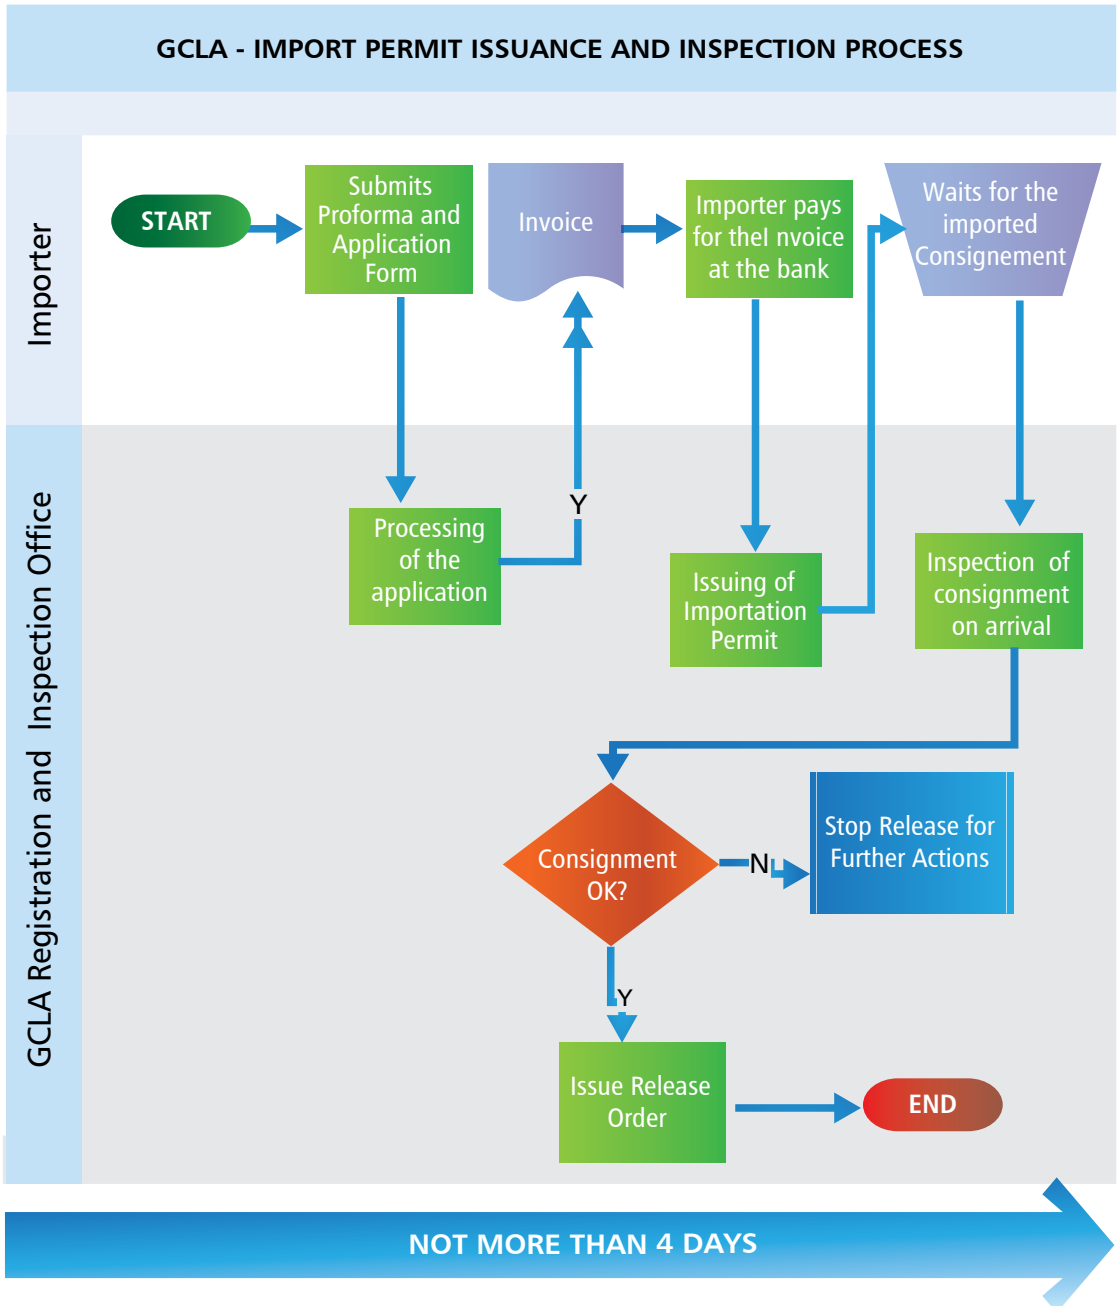 GCLA - IMPORT PERMIT ISSUANCE AND INSPECTION PROCESS
Importer
START
Submits
Proforma and
Application
Form
Invoice
Importer pays
for theI nvoice
at the bank
Waits for the
imported
Consignement
GCLA Registration and Inspection Office
Processing
of the
application
Y
Issuing of
Importation
Permit
Inspection of
consignment
on arrival
Consignment
OK?
N
Stop Release for
Further Actions
Y
Issue Release
Order
END
NOT MORE THAN 4 DAYS